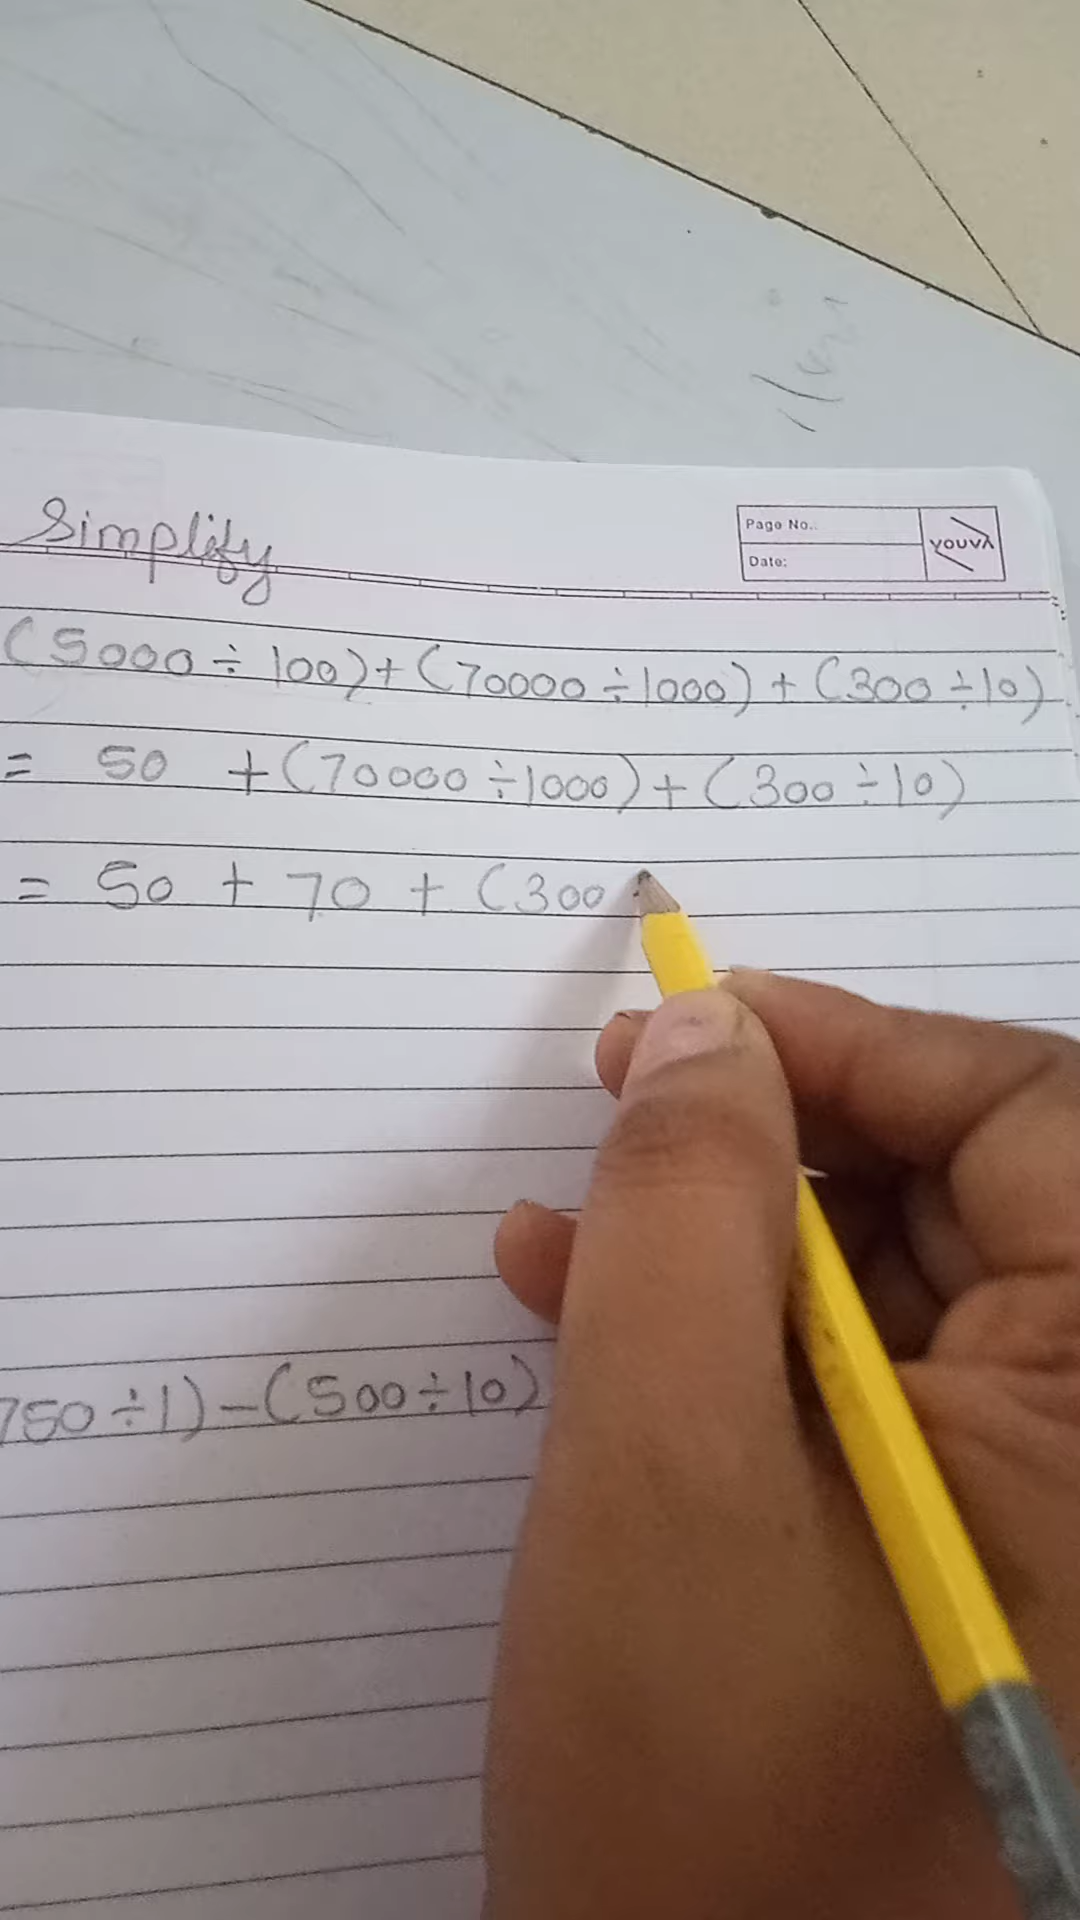 Simplify
Page No.:
Date:
YOUVA
(5000 ÷ 100) + (70000 ÷ 1000) + (300 ÷ 10)
= 50 + (70000 ÷ 1000) + (300 ÷ 10)
= 50 + 70 + (300
750 ÷ 1) - (500 ÷ 10)